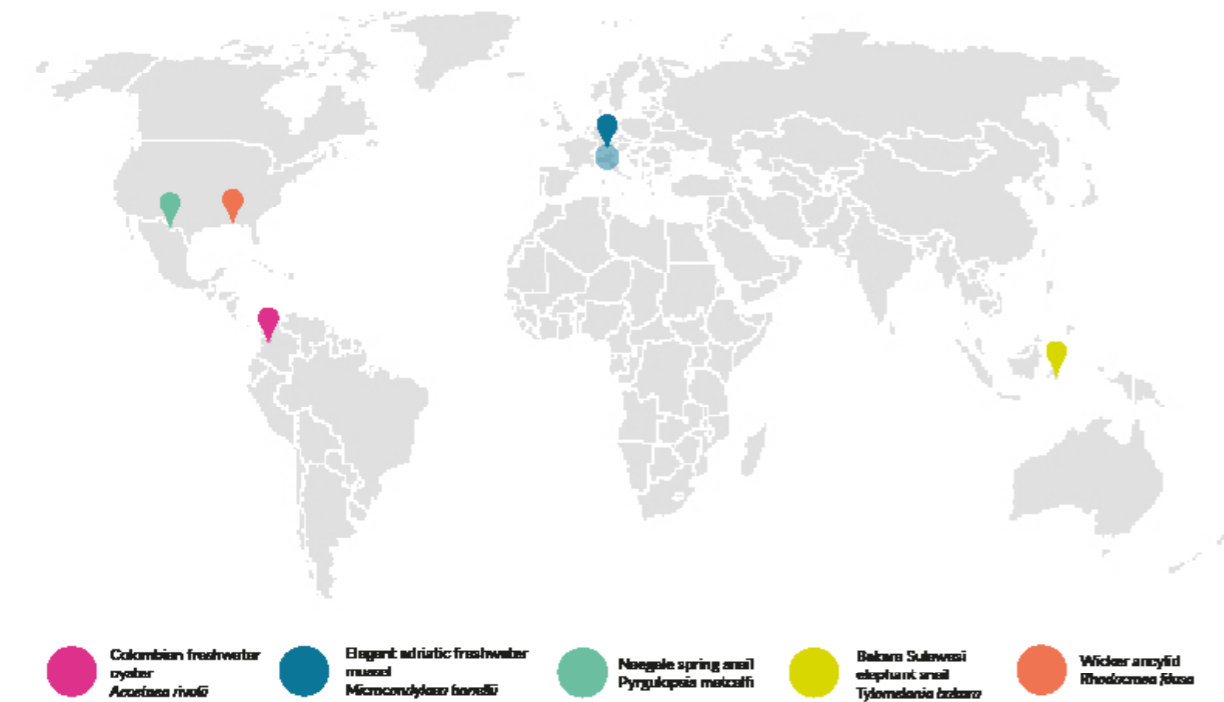 Colombian freshwater
oyster
Acostaea rivolii
Elegant adriatic freshwater
mussel
Microcondylaea bonellii
Naegele spring snail
Pyrgulopsis metcalfi
Bakara Sulawesi
elephant snail
Tylomelania bakara
Wicker ancylid
Rhodacmea filosa